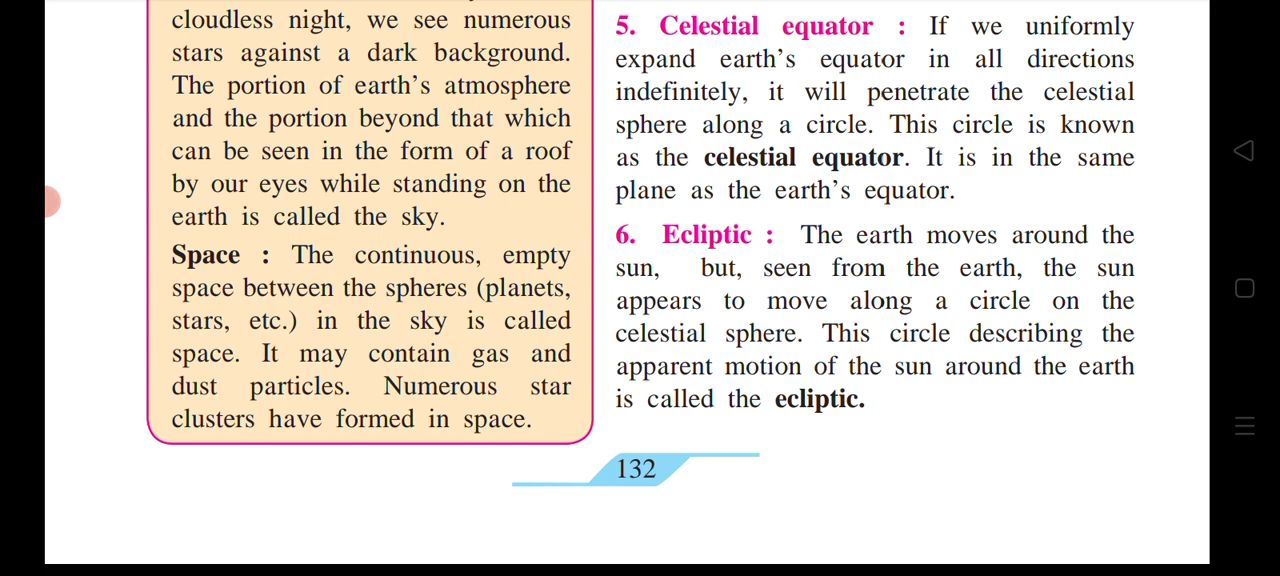 cloudless night, we see numerous
stars against a dark background.
The portion of earth's atmosphere
and the portion beyond that which
can be seen in the form of a roof
by our eyes while standing on the
earth is called the sky.
Space : The continuous, empty
space between the spheres (planets,
stars, etc.) in the sky is called
space. It may contain gas and
dust particles. Numerous star
clusters have formed in space.
5. Celestial equator : If we uniformly
expand earth's equator in all directions
indefinitely, it will penetrate the celestial
sphere along a circle. This circle is known
as the celestial equator. It is in the same
plane as the earth's equator.
6. Ecliptic : The earth moves around the
sun, but, seen from the earth, the sun
appears to move along a circle on the
celestial sphere. This circle describing the
apparent motion of the sun around the earth
is called the ecliptic.
132